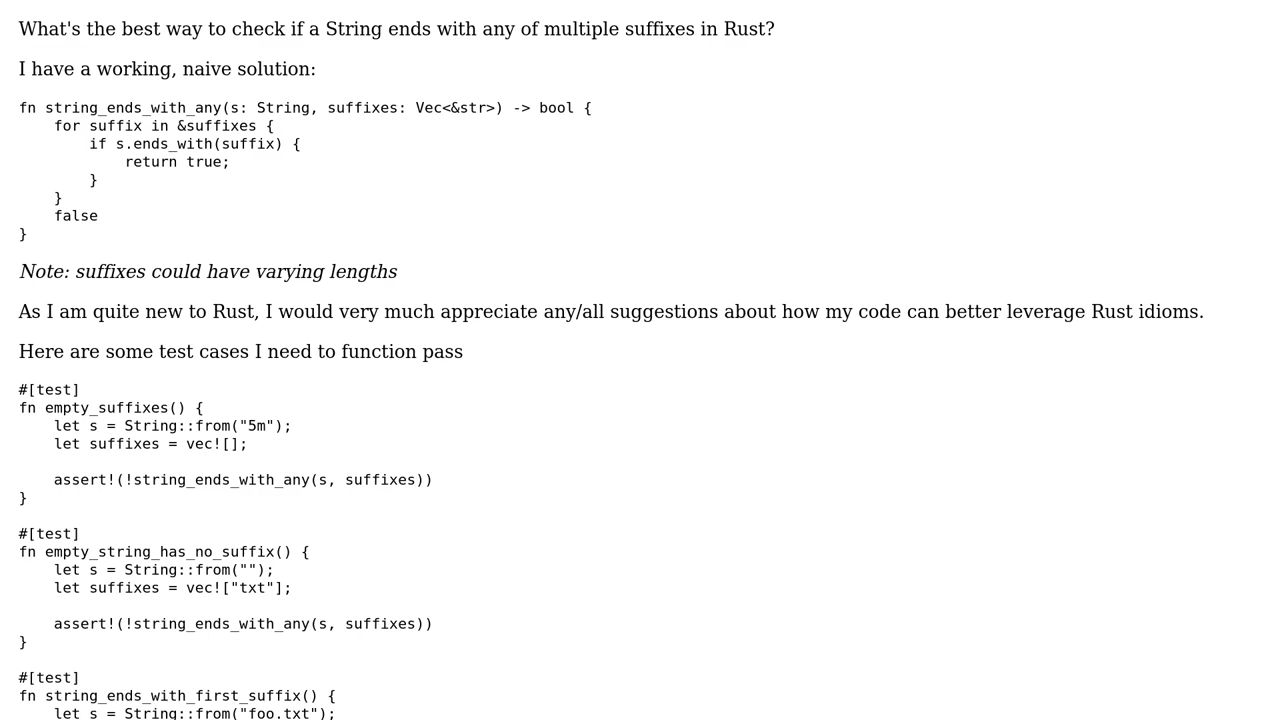 What's the best way to check if a String ends with any of multiple suffixes in Rust?
I have a working, naive solution:
fn string_ends_with_any(s: String, suffixes: Vec<&str>) -> bool {
    for suffix in &suffixes {
        if s.ends_with(suffix) {
            return true;
        }
    }
    false
}
Note: suffixes could have varying lengths
As I am quite new to Rust, I would very much appreciate any/all suggestions about how my code can better leverage Rust idioms.
Here are some test cases I need to function pass
#[test]
fn empty_suffixes() {
    let s = String::from("5m");
    let suffixes = vec![];
    assert!(!string_ends_with_any(s, suffixes))
}
#[test]
fn empty_string_has_no_suffix() {
    let s = String::from("");
    let suffixes = vec!["txt"];
    assert!(!string_ends_with_any(s, suffixes))
}
#[test]
fn string_ends_with_first_suffix() {
    let s = String::from("foo.txt");